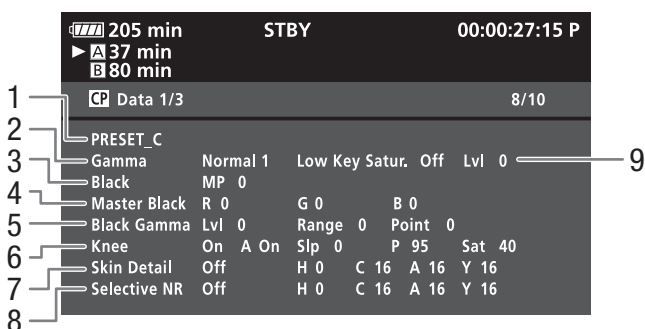 205 min STBY 00:00:27:15 P
A 37 min
B 80 min
CP Data 1/3 8/10
1 PRESET_C
2 Gamma Normal 1 Low Key Satur. Off Lvl 0 9
3 Black MP 0
4 Master Black R 0 G 0 B 0
5 Black Gamma Lvl 0 Range 0 Point 0
6 Knee On A On Slp 0 P 95 Sat 40
7 Skin Detail Off H 0 C 16 A 16 Y 16
8 Selective NR Off H 0 C 16 A 16 Y 16